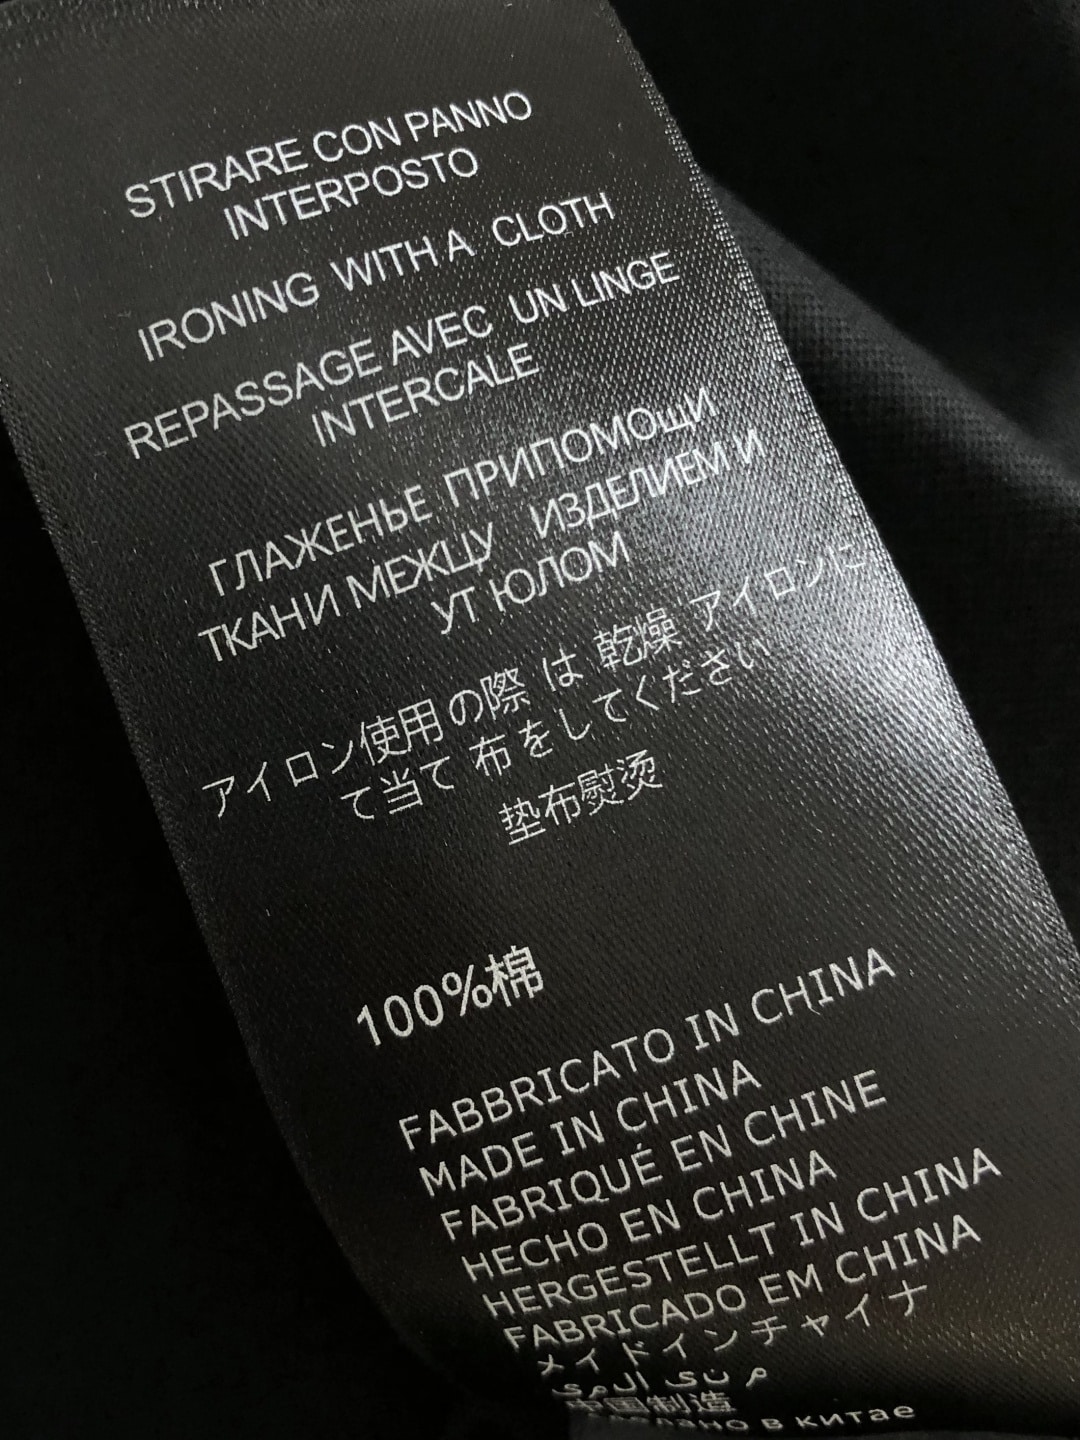 STIRARE CON PANNO
INTERPOSTO
IRONING WITH A CLOTH
REPASSAGE AVEC UN LINGE
INTERCALE
ГЛАЖЕНЬЕ ПРИПОМОЩИ
ТКАНИ МЕЖЦУ ИЗДЕЛИЕМ И
УТ ЮЛОМ
アイロン使用の際 は 乾燥 アイロンに
て当て 布をしてください
垫布熨烫
100%棉
FABBRICATO IN CHINA
MADE IN CHINA
FABRIQUÉ EN CHINE
HECHO EN CHINA
HERGESTELLT IN CHINA
FABRICADO EM CHINA
メイドインチャイナ
中国制造
в китае